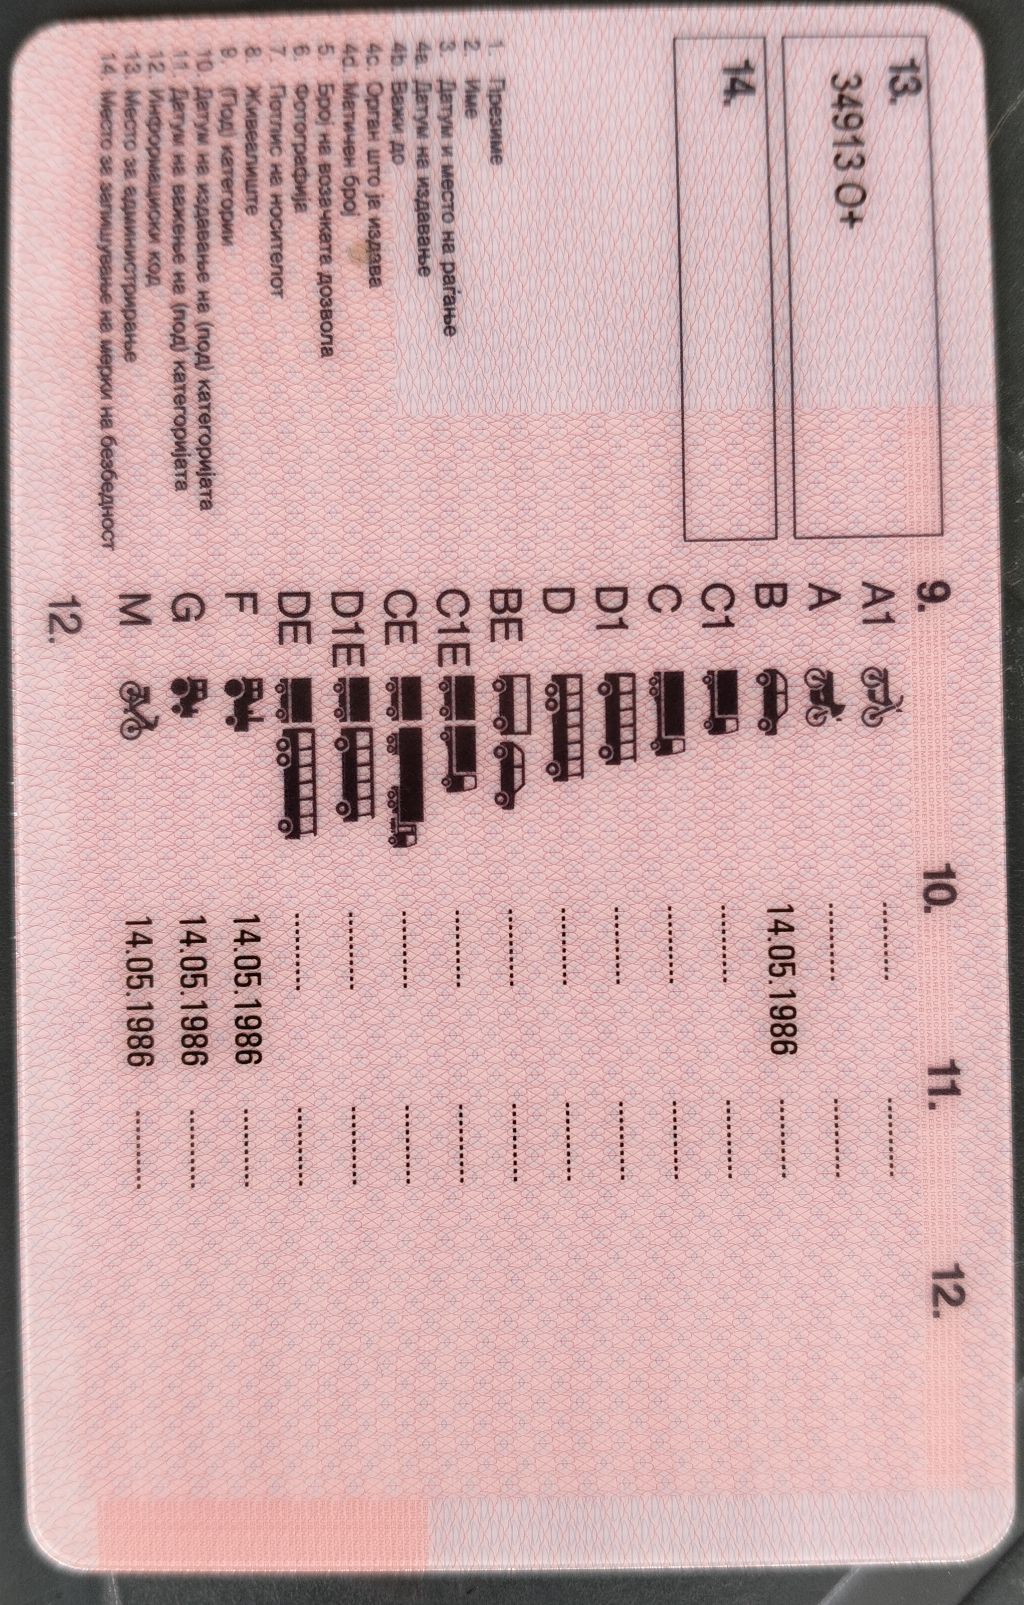 13.
34913 O+
14.
1. Презиме
2. Име
3. Датум и место на раѓање
4a. Датум на издавање
4b. Важи до
4c. Орган што ја издава
4d. Матичен број
5. Број на возачката дозвола
6. Фотографија
7. Потпис на носителот
8. Живеалиште
9. (Под) категории
10. Датум на издавање на (под) категоријата
11. Датум на важење на (под) категоријата
12. Информациски код
13. Место за администрирање
14. Место за запишување на мерки на безбедност
9. 10. 11. 12.
A1 -------- --------
A -------- --------
B 14.05.1986 --------
C1 -------- --------
C -------- --------
D1 -------- --------
D -------- --------
BE -------- --------
C1E -------- --------
CE -------- --------
D1E -------- --------
DE -------- --------
F 14.05.1986 --------
G 14.05.1986 --------
M 14.05.1986 --------
12.